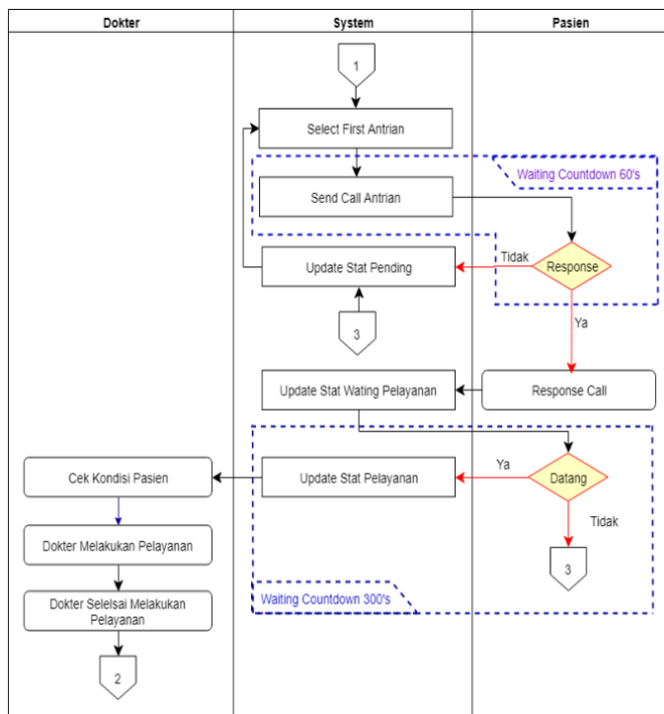 Dokter
System
Pasien
1
Select First Antrian
Waiting Countdown 60's
Send Call Antrian
Tidak
Update Stat Pending
Response
3
Ya
Update Stat Wating Pelayanan
Response Call
Cek Kondisi Pasien
Update Stat Pelayanan
Ya
Datang
Tidak
Dokter Melakukan Pelayanan
3
Dokter Selelsai Melakukan
Pelayanan
Waiting Countdown 300's
2